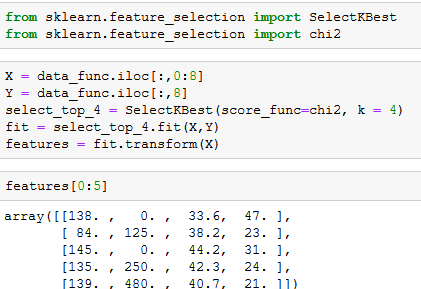 from sklearn.feature_selection import SelectKBest
from sklearn.feature_selection import chi2
X = data_func.iloc[:,0:8]
Y = data_func.iloc[:,8]
select_top_4 = SelectKBest(score_func=chi2, k = 4)
fit = select_top_4.fit(X,Y)
features = fit.transform(X)
features[0:5]
array([[138. ,   0. ,  33.6,  47. ],
       [ 84. , 125. ,  38.2,  23. ],
       [145. ,   0. ,  44.2,  31. ],
       [135. , 250. ,  42.3,  24. ],
       [139. , 480. ,  40.7,  21. ]])